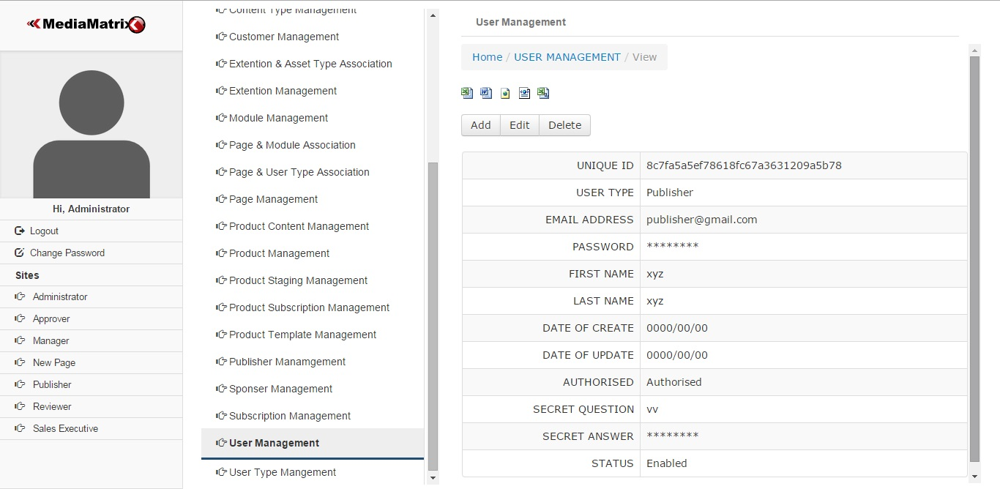 MediaMatrix
Hi, Administrator
Logout
Change Password
Sites
Administrator
Approver
Manager
New Page
Publisher
Reviewer
Sales Executive
Content Type Management
Customer Management
Extention & Asset Type Association
Extention Management
Module Management
Page & Module Association
Page & User Type Association
Page Management
Product Content Management
Product Management
Product Staging Management
Product Subscription Management
Product Template Management
Publisher Manamgement
Sponser Management
Subscription Management
User Management
User Type Mangement
User Management
Home / USER MANAGEMENT / View
Add Edit Delete
UNIQUE ID 8c7fa5a5ef78618fc67a3631209a5b78
USER TYPE Publisher
EMAIL ADDRESS publisher@gmail.com
PASSWORD ********
FIRST NAME xyz
LAST NAME xyz
DATE OF CREATE 0000/00/00
DATE OF UPDATE 0000/00/00
AUTHORISED Authorised
SECRET QUESTION vv
SECRET ANSWER ********
STATUS Enabled